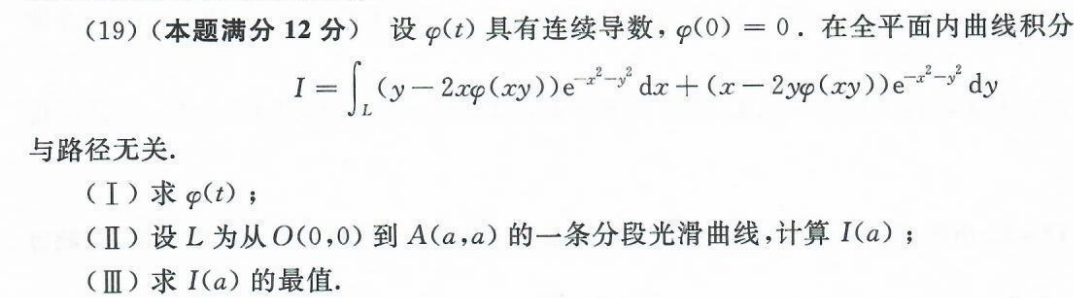 (19)(本题满分 12 分) 设 φ(t) 具有连续导数,φ(0) = 0. 在全平面内曲线积分
I = ∫_L (y − 2xφ(xy))e^{−x²−y²} dx + (x − 2yφ(xy))e^{−x²−y²} dy
与路径无关.
(Ⅰ)求 φ(t);
(Ⅱ)设 L 为从O(0,0) 到 A(a,a) 的一条分段光滑曲线,计算 I(a);
(Ⅲ)求 I(a) 的最值.